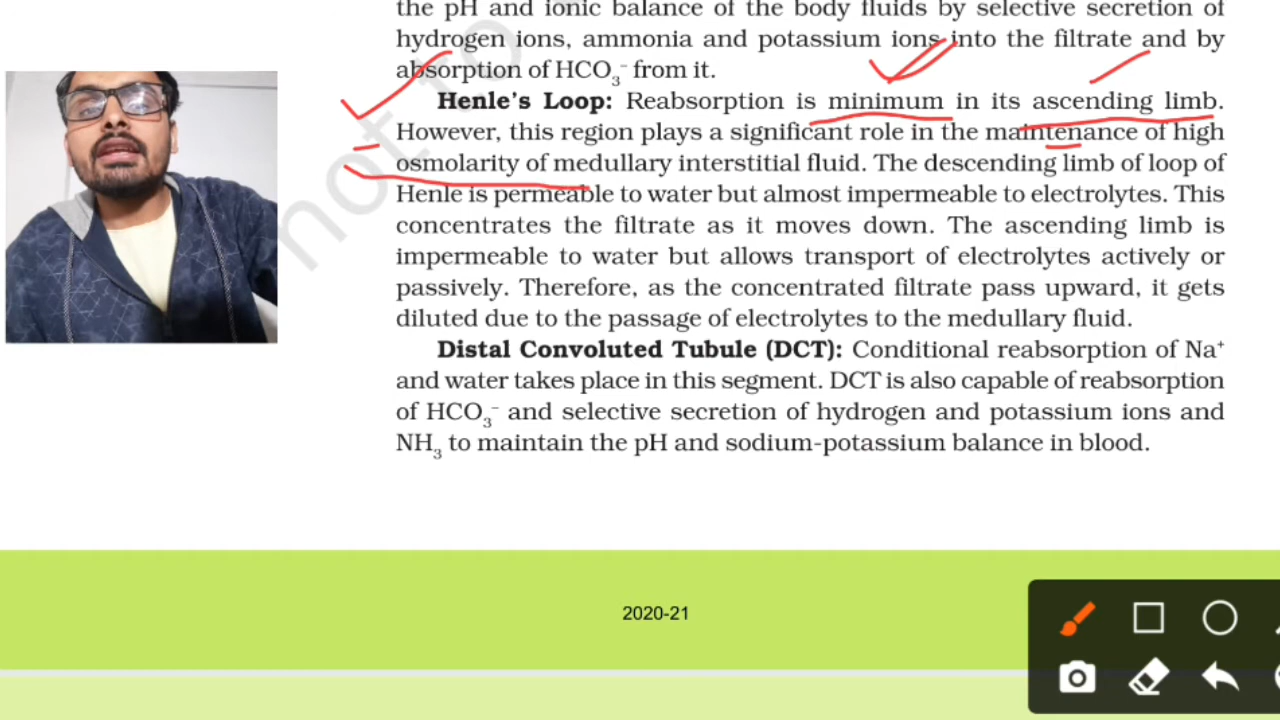 the pH and ionic balance of the body fluids by selective secretion of
hydrogen ions, ammonia and potassium ions into the filtrate and by
absorption of HCO₃⁻ from it.
Henle's Loop: Reabsorption is minimum in its ascending limb.
However, this region plays a significant role in the maintenance of high
osmolarity of medullary interstitial fluid. The descending limb of loop of
Henle is permeable to water but almost impermeable to electrolytes. This
concentrates the filtrate as it moves down. The ascending limb is
impermeable to water but allows transport of electrolytes actively or
passively. Therefore, as the concentrated filtrate pass upward, it gets
diluted due to the passage of electrolytes to the medullary fluid.
Distal Convoluted Tubule (DCT): Conditional reabsorption of Na⁺
and water takes place in this segment. DCT is also capable of reabsorption
of HCO₃⁻ and selective secretion of hydrogen and potassium ions and
NH₃ to maintain the pH and sodium-potassium balance in blood.
not to
2020-21